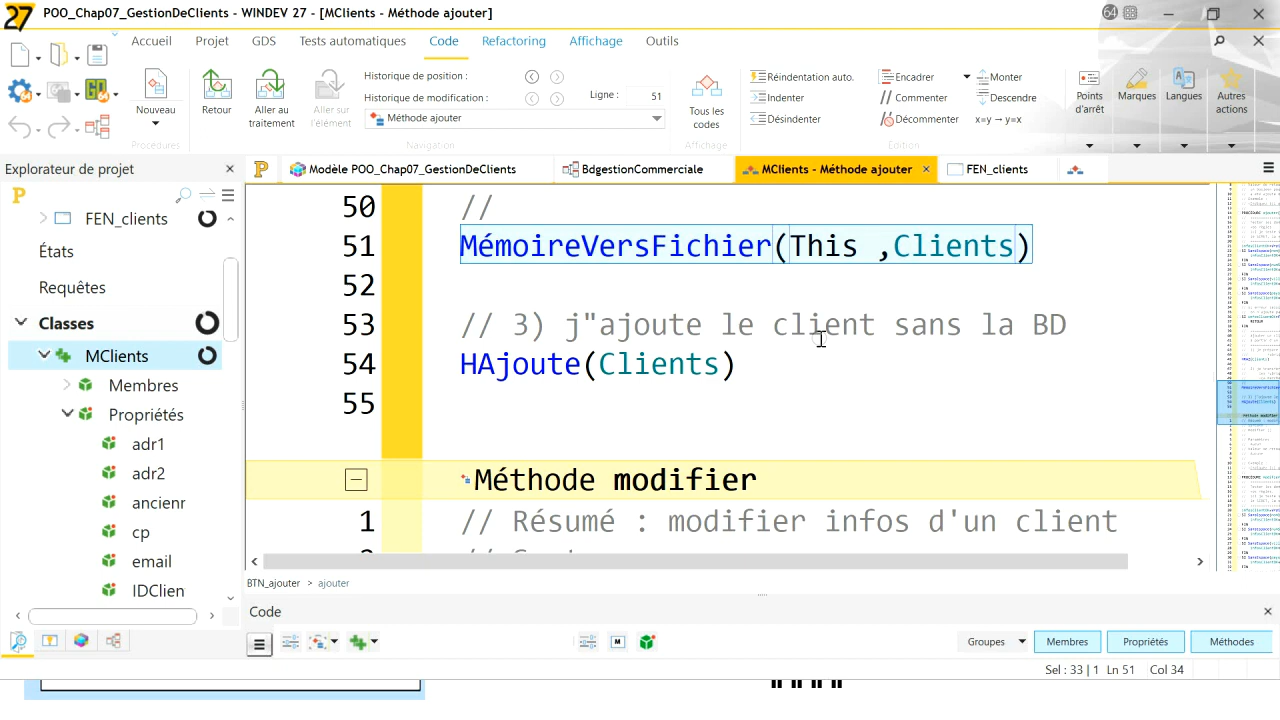 27 POO_Chap07_GestionDeClients - WINDEV 27 - [MClients - Méthode ajouter]
64
Accueil Projet GDS Tests automatiques Code Refactoring Affichage Outils
Nouveau
Procédures
Retour
Aller au traitement
Aller sur l'élément
Historique de position :
Historique de modification :
Ligne : 51
Méthode ajouter
Navigation
Tous les codes
Affichage
Réindentation auto.
Indenter
Désindenter
Encadrer
Commenter
Décommenter
Monter
Descendre
x=y → y=x
Edition
Points d'arrêt
Marques
Langues
Autres actions
Explorateur de projet
Modèle POO_Chap07_GestionDeClients
BdgestionCommerciale
MClients - Méthode ajouter
FEN_clients
FEN_clients
États
Requêtes
Classes
MClients
Membres
Propriétés
adr1
adr2
ancienr
cp
email
IDClien
50 //
51 MémoireVersFichier(This ,Clients)
52
53 // 3) j"ajoute le client sans la BD
54 HAjoute(Clients)
55
Méthode modifier
1 // Résumé : modifier infos d'un client
BTN_ajouter > ajouter
Code
Groupes Membres Propriétés Méthodes
Sel : 33 | 1 Ln 51 Col 34